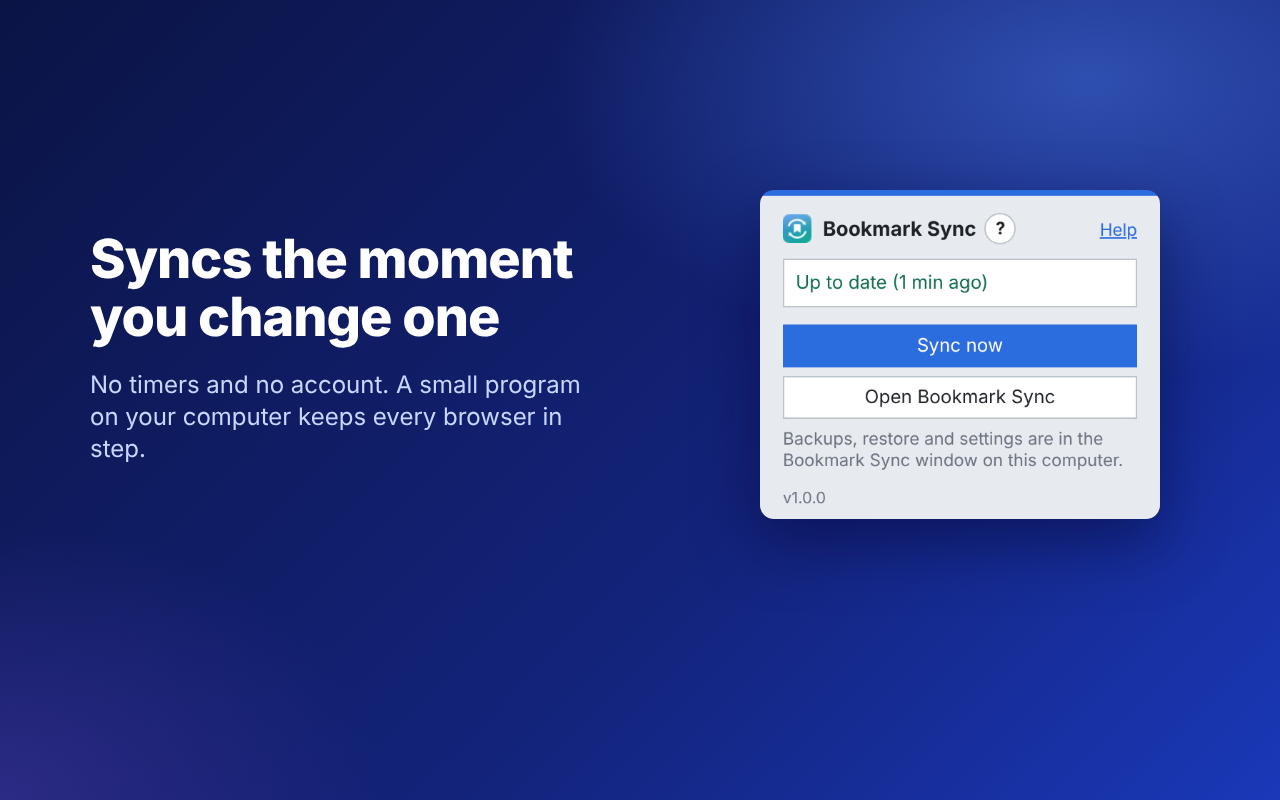 Syncs the moment
you change one
No timers and no account. A small program
on your computer keeps every browser in
step.
Bookmark Sync ? Help
Up to date (1 min ago)
Sync now
Open Bookmark Sync
Backups, restore and settings are in the
Bookmark Sync window on this computer.
v1.0.0